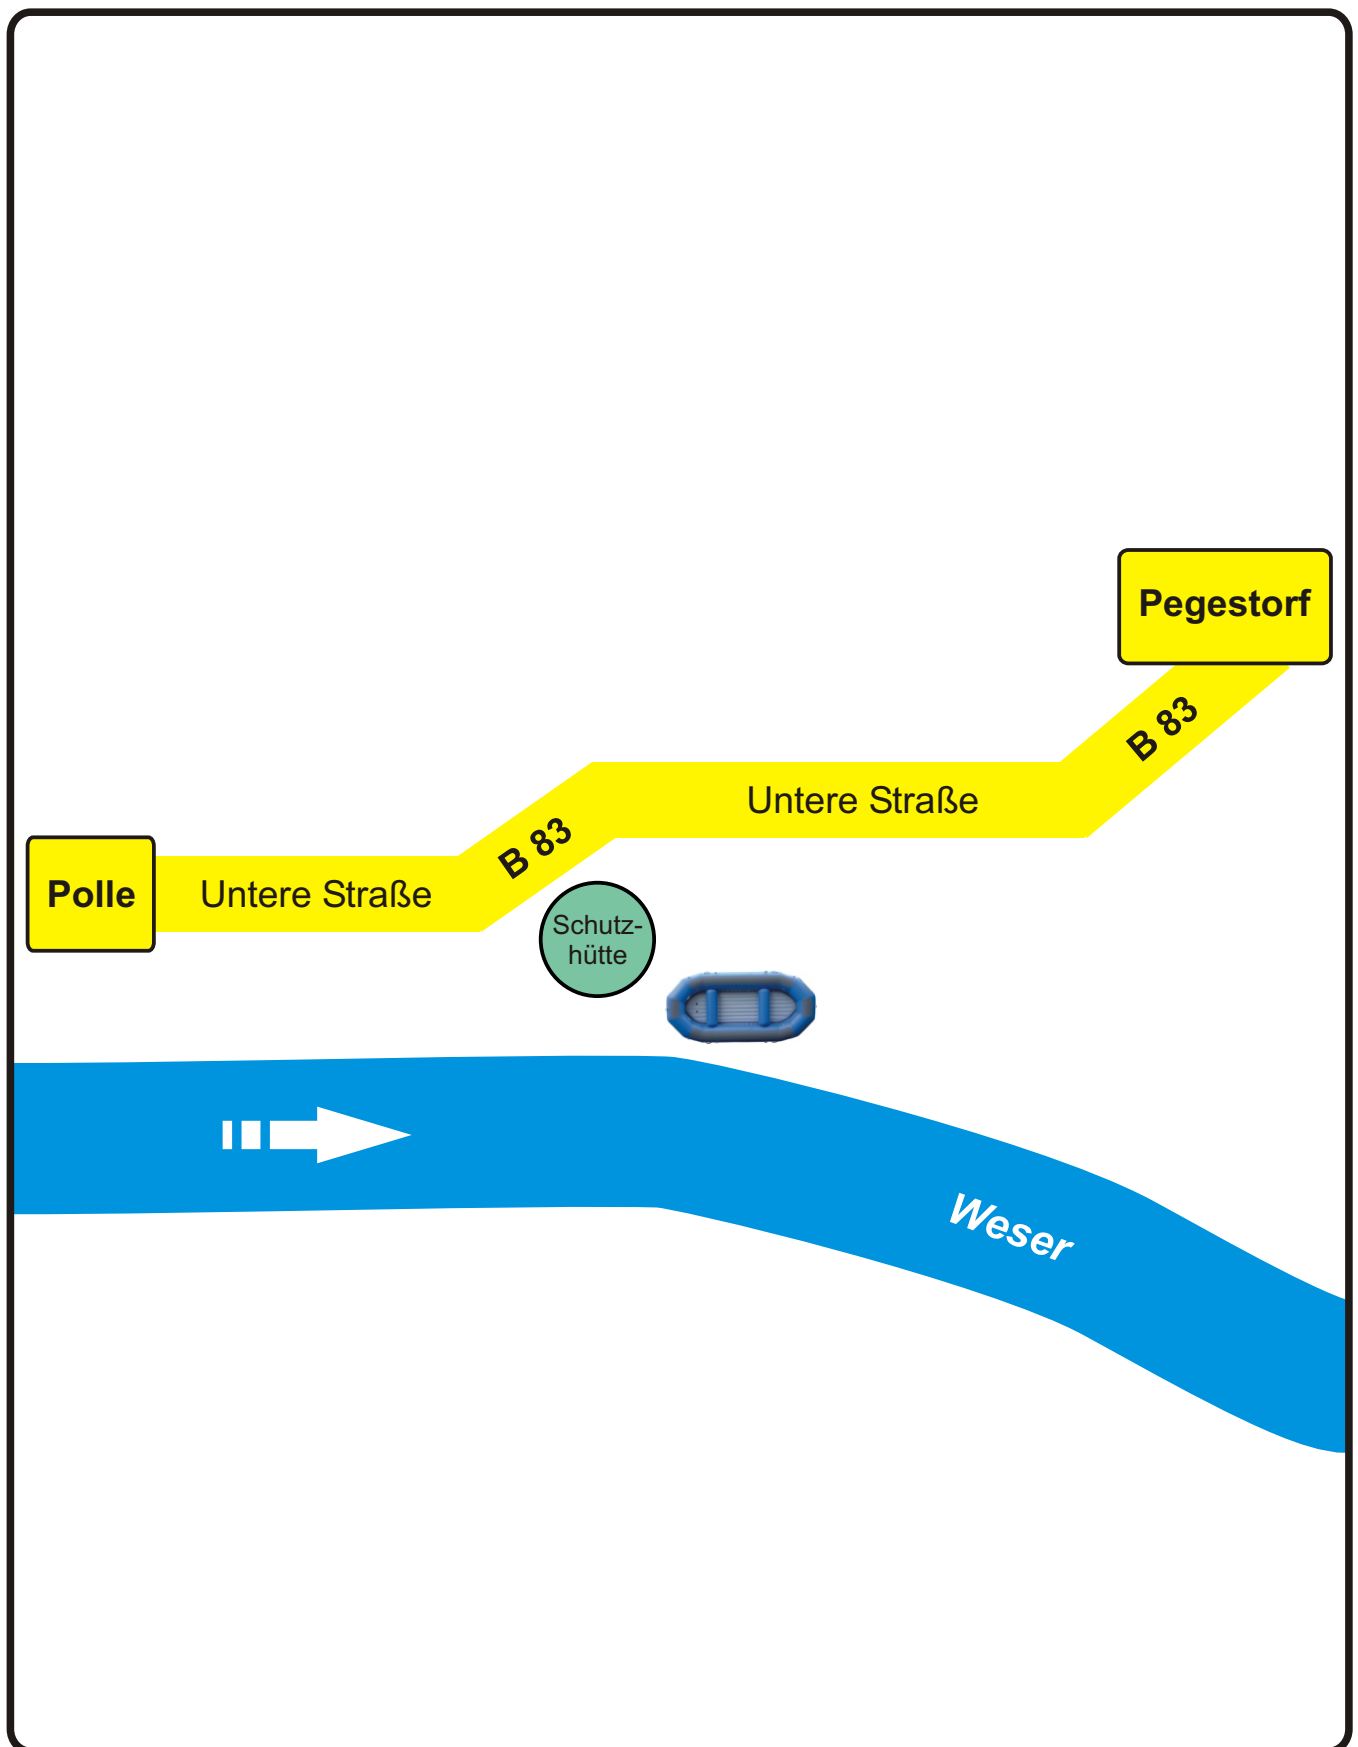 Pegestorf
B 83
Untere Straße
B 83
Polle
Untere Straße
Schutz-
hütte
Weser